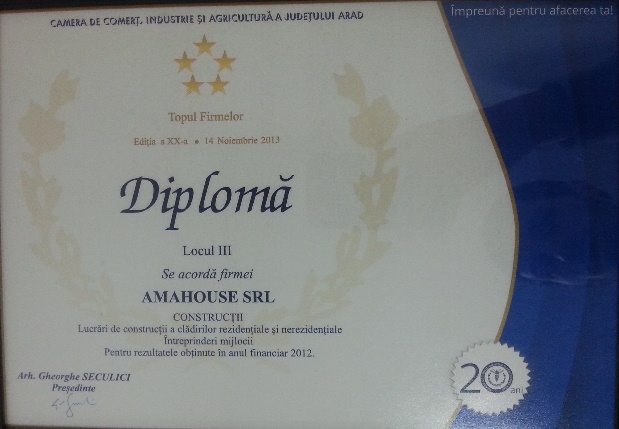 CAMERA DE COMERȚ, INDUSTRIE ȘI AGRICULTURĂ A JUDEȚULUI ARAD
Împreună pentru afacerea ta!
Topul Firmelor
Ediția a XX-a • 14 Noiembrie 2013
Diplomă
Locul III
Se acordă firmei
AMAHOUSE SRL
CONSTRUCȚII
Lucrări de construcții a clădirilor rezidențiale și nerezidențiale
Întreprinderi mijlocii
Pentru rezultatele obținute în anul financiar 2012.
Arh. Gheorghe SECULICI
Președinte
20 ani